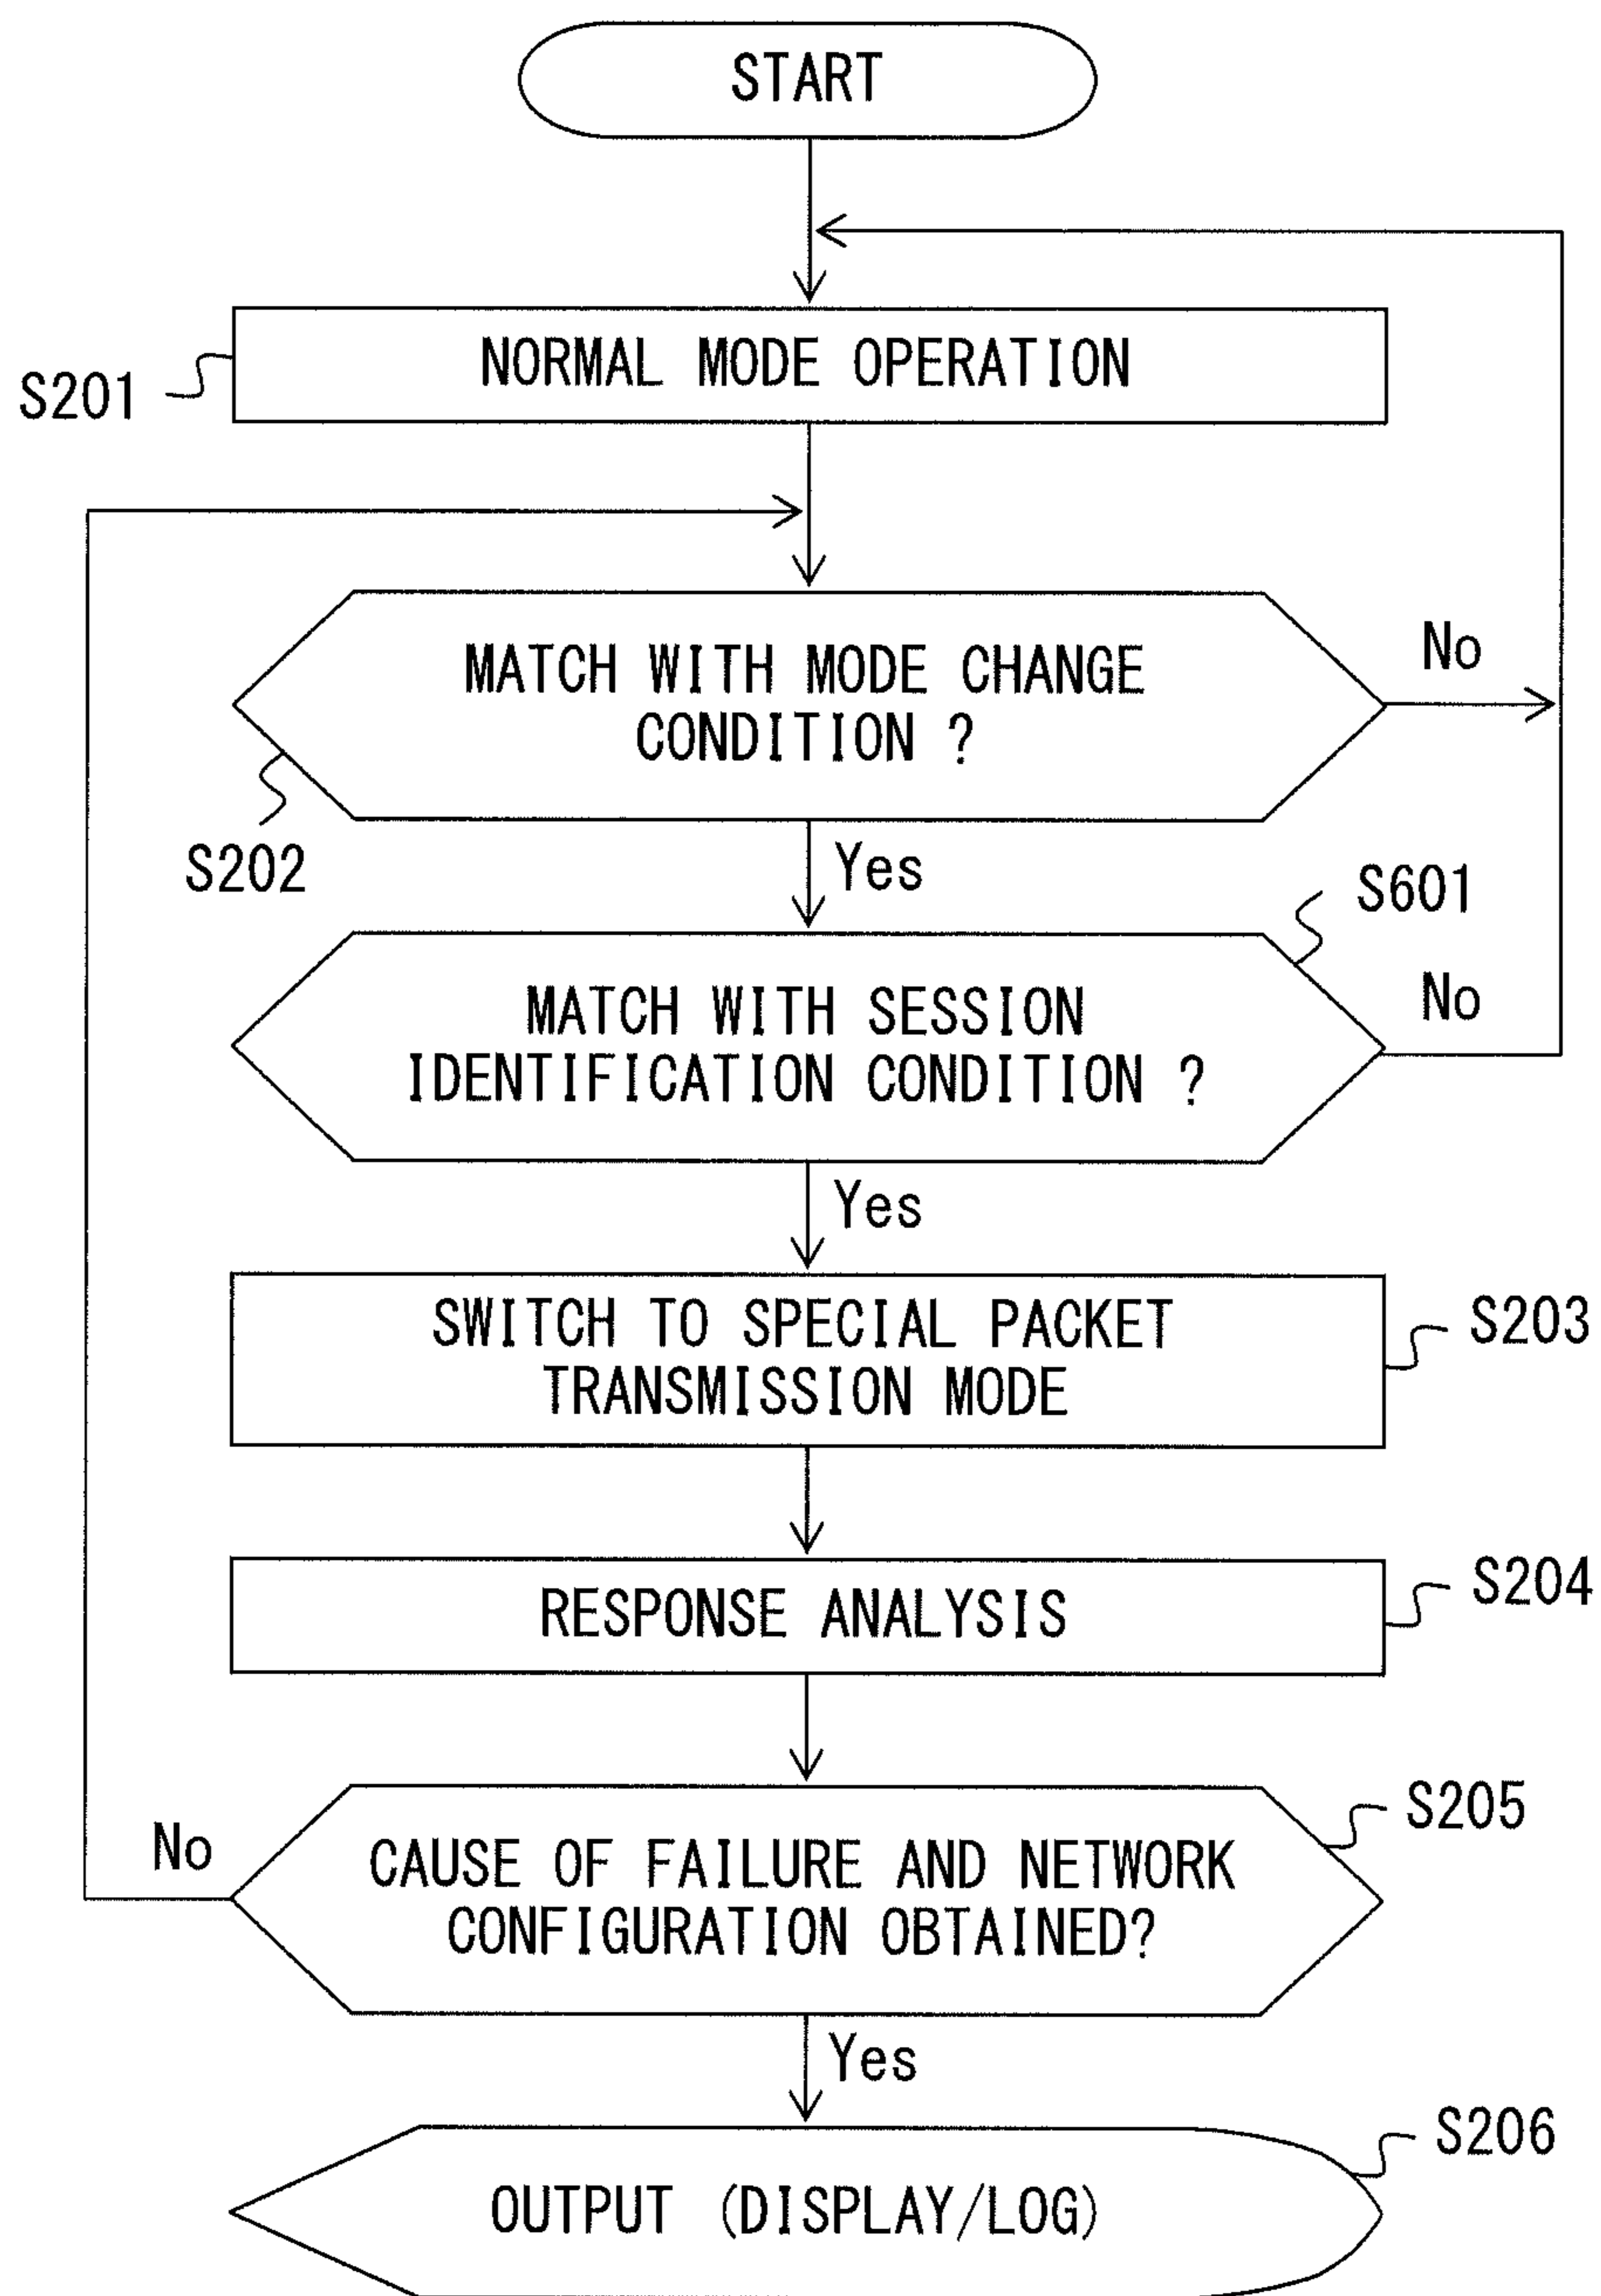 START
NORMAL MODE OPERATION
S201
MATCH WITH MODE CHANGE
CONDITION ?
No
S202
Yes
S601
MATCH WITH SESSION
IDENTIFICATION CONDITION ?
No
Yes
SWITCH TO SPECIAL PACKET
TRANSMISSION MODE
S203
RESPONSE ANALYSIS
S204
S205
No
CAUSE OF FAILURE AND NETWORK
CONFIGURATION OBTAINED?
Yes
S206
OUTPUT (DISPLAY/LOG)